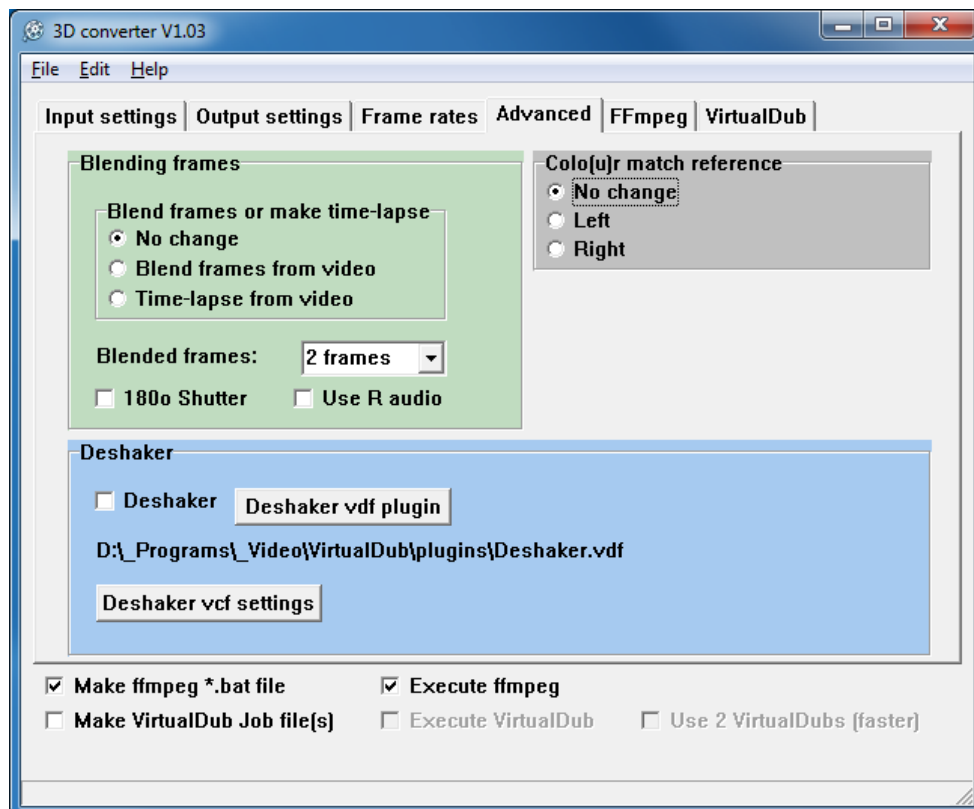 3D converter V1.03
File Edit Help
Input settings Output settings Frame rates Advanced FFmpeg VirtualDub
Blending frames
Blend frames or make time-lapse
No change
Blend frames from video
Time-lapse from video
Blended frames: 2 frames
180o Shutter Use R audio
Colo(u)r match reference
No change
Left
Right
Deshaker
Deshaker Deshaker vdf plugin
D:\_Programs\_Video\VirtualDub\plugins\Deshaker.vdf
Deshaker vcf settings
Make ffmpeg *.bat file Execute ffmpeg
Make VirtualDub Job file(s) Execute VirtualDub Use 2 VirtualDubs (faster)